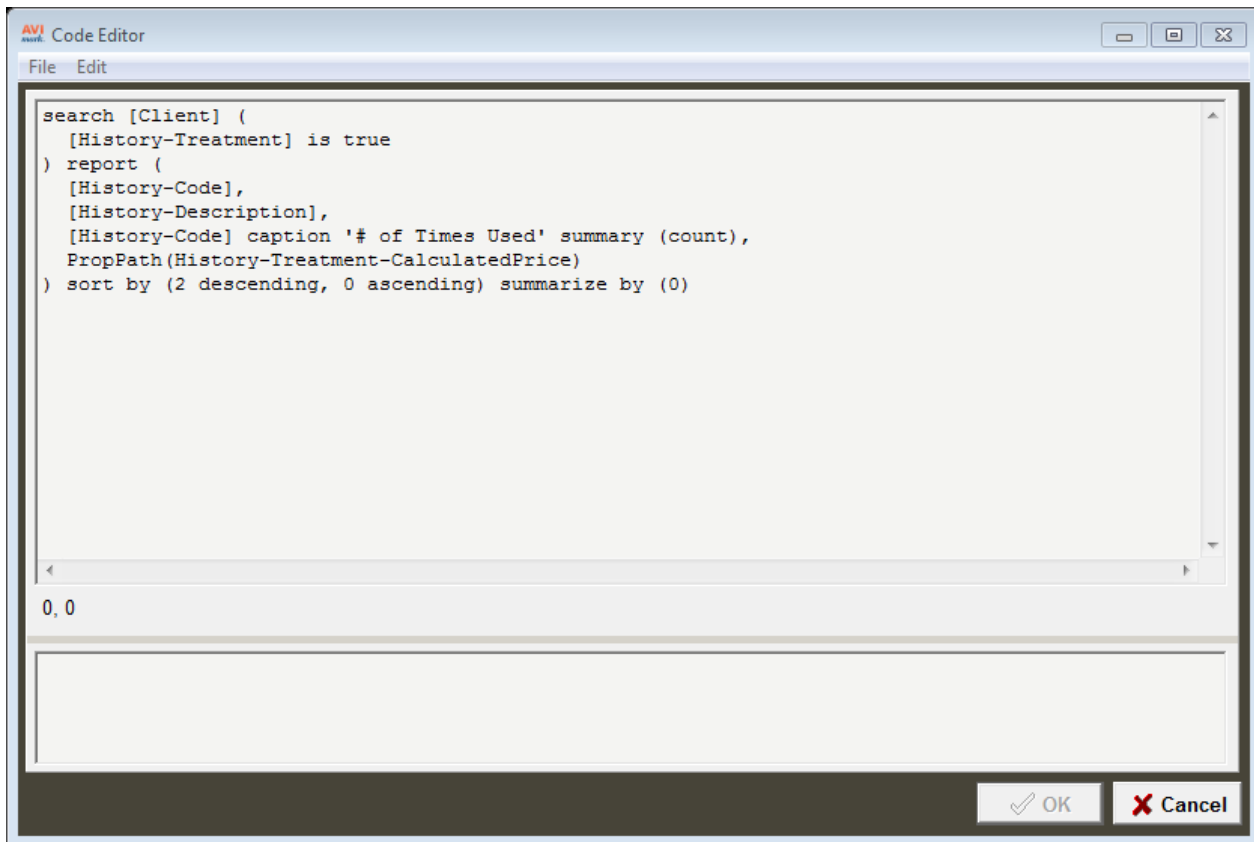 AVI mark. Code Editor
File Edit
search [Client] (
  [History-Treatment] is true
) report (
  [History-Code],
  [History-Description],
  [History-Code] caption '# of Times Used' summary (count),
  PropPath(History-Treatment-CalculatedPrice)
) sort by (2 descending, 0 ascending) summarize by (0)
0, 0
OK Cancel